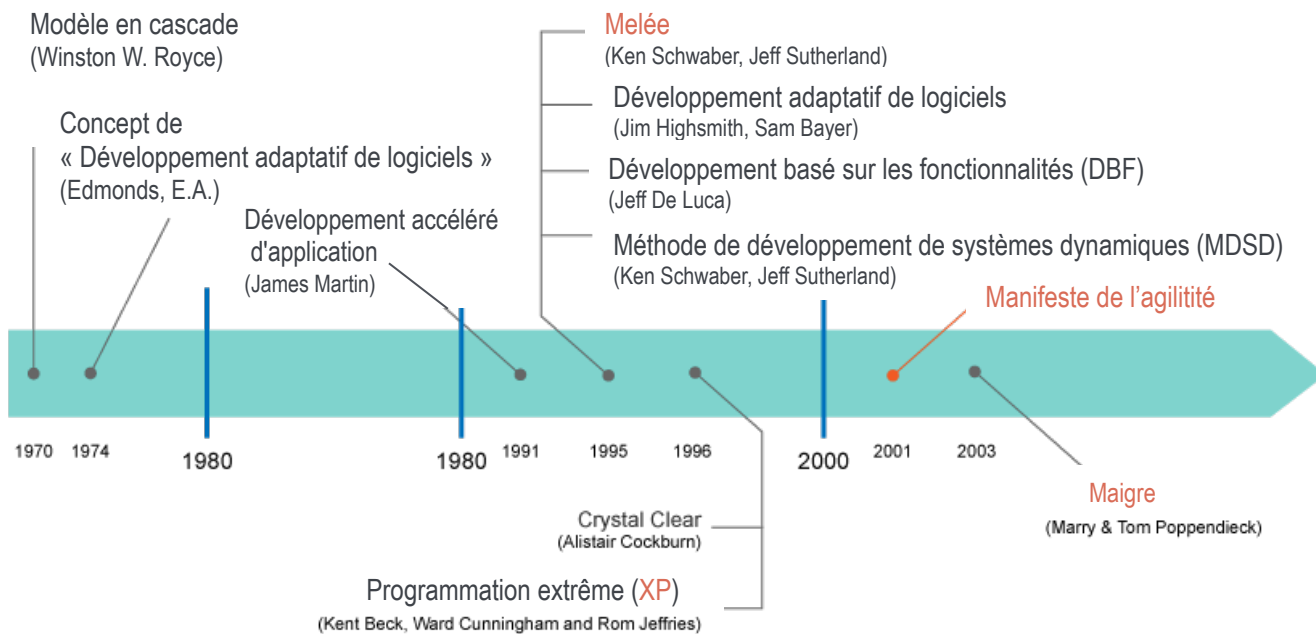 Modèle en cascade
(Winston W. Royce)
Concept de
« Développement adaptatif de logiciels »
(Edmonds, E.A.)
Développement accéléré
d'application
(James Martin)
Melée
(Ken Schwaber, Jeff Sutherland)
Développement adaptatif de logiciels
(Jim Highsmith, Sam Bayer)
Développement basé sur les fonctionnalités (DBF)
(Jeff De Luca)
Méthode de développement de systèmes dynamiques (MDSD)
(Ken Schwaber, Jeff Sutherland)
Manifeste de l’agilitité
1970 1974 1980 1980 1991 1995 1996 2000 2001 2003
Crystal Clear
(Alistair Cockburn)
Programmation extrême (XP)
(Kent Beck, Ward Cunningham and Rom Jeffries)
Maigre
(Marry & Tom Poppendieck)